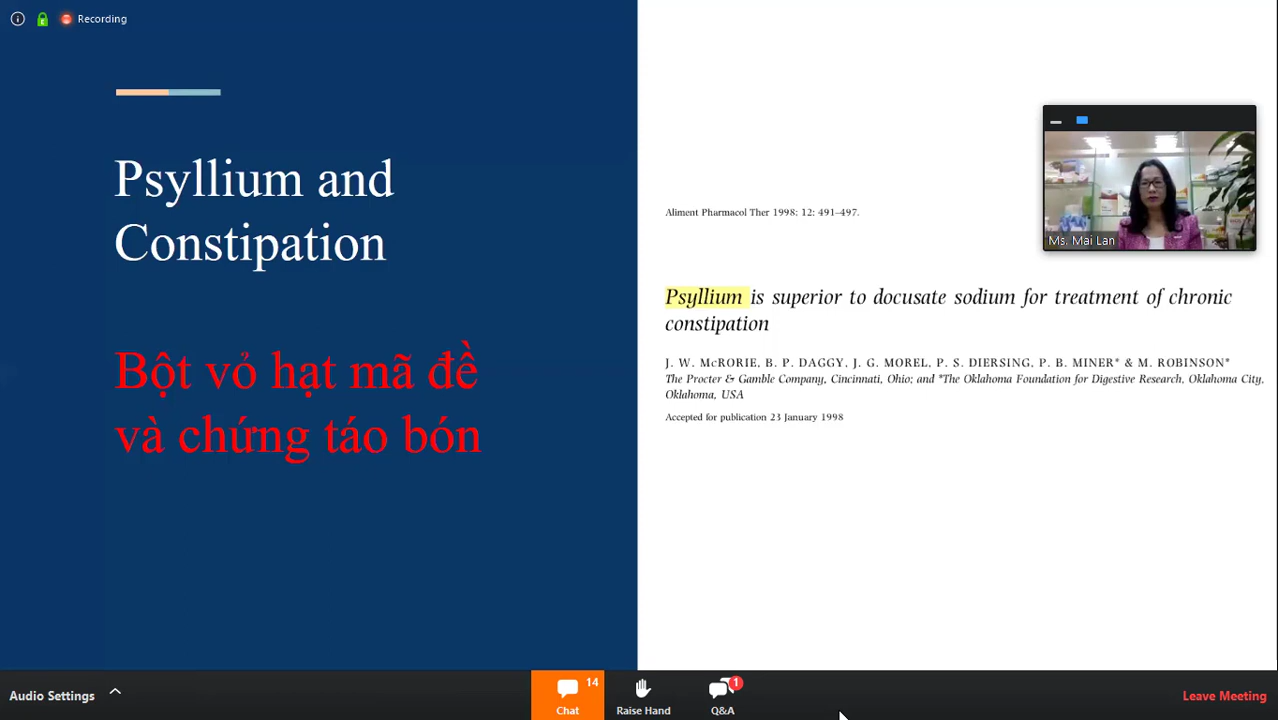 Recording
Psyllium and
Constipation
Bột vỏ hạt mã đề
và chứng táo bón
Aliment Pharmacol Ther 1998: 12: 491–497.
Ms. Mai Lan
Psyllium is superior to docusate sodium for treatment of chronic
constipation
J. W. McRORIE, B. P. DAGGY, J. G. MOREL, P. S. DIERSING, P. B. MINER* & M. ROBINSON*
The Procter & Gamble Company, Cincinnati, Ohio; and *The Oklahoma Foundation for Digestive Research, Oklahoma City,
Oklahoma, USA
Accepted for publication 23 January 1998
Audio Settings
14
Chat
Raise Hand
1
Q&A
Leave Meeting